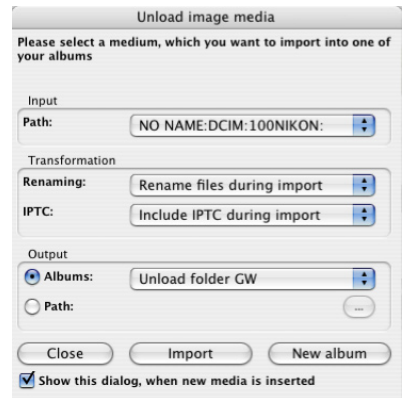 Unload image media
Please select a medium, which you want to import into one of
your albums
Input
Path: NO NAME:DCIM:100NIKON:
Transformation
Renaming: Rename files during import
IPTC: Include IPTC during import
Output
Albums: Unload folder GW
Path: ...
Close Import New album
Show this dialog, when new media is inserted